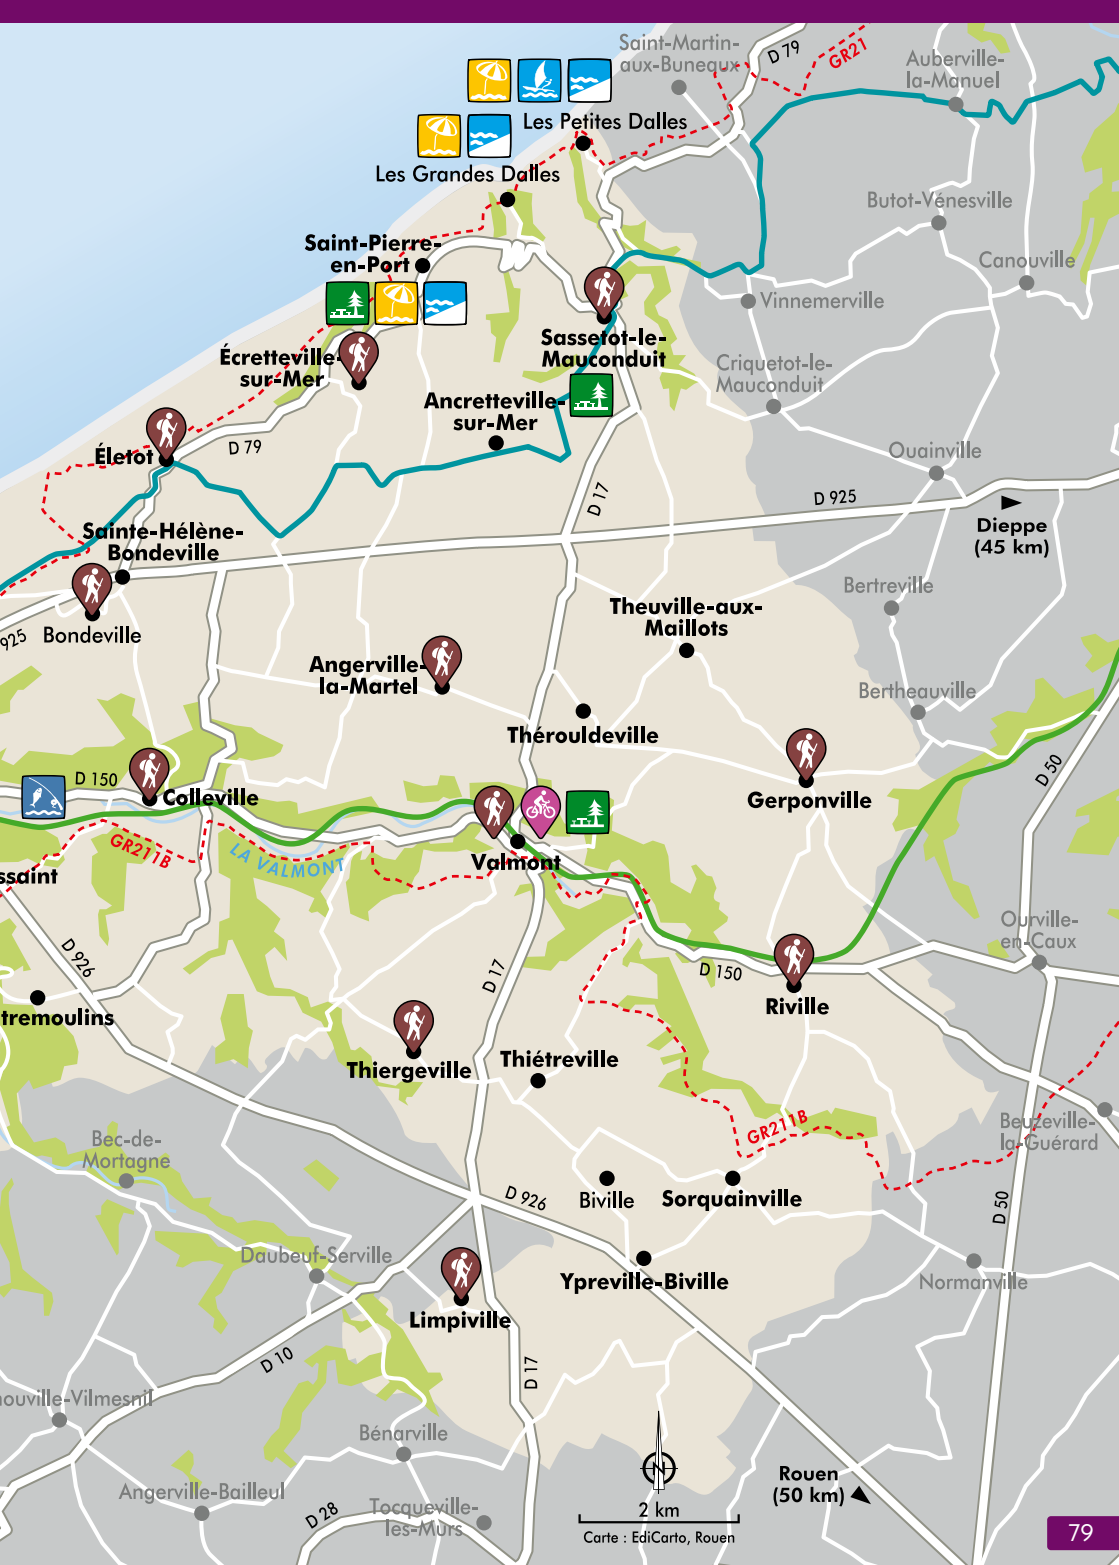 Saint-Martin-
aux-Buneaux
D 79
GR21
Auberville-
la-Manuel
Les Petites Dalles
Les Grandes Dalles
Butot-Vénesville
Saint-Pierre-
en-Port
Canouville
Vinnemerville
Sassetot-le-
Mauconduit
Écretteville-
sur-Mer
Criquetot-le-
Mauconduit
Ancretteville-
sur-Mer
D 79
Életot
Ouainville
D 17
D 925
Dieppe
(45 km)
Sainte-Hélène-
Bondeville
Bertreville
Theuville-aux-
Maillots
925
Bondeville
Angerville-
la-Martel
Bertheauville
Thérouldeville
D 150
Colleville
D 50
Gerponville
GR211B
LA VALMONT
Valmont
ssaint
Ourville-
en-Caux
D 926
D 17
D 150
Riville
tremoulins
Thiergeville
Thiétreville
GR211B
Beuzeville-
la-Guérard
Bec-de-
Mortagne
D 926
Biville
Sorquainville
D 50
Daubeuf-Serville
Ypreville-Biville
Normanville
Limpiville
D 10
D 17
nouville-Vilmesnil
Bénarville
N
Rouen
(50 km)
Angerville-Bailleul
D 28
Tocqueville-
les-Murs
2 km
Carte : EdiCarto, Rouen
79